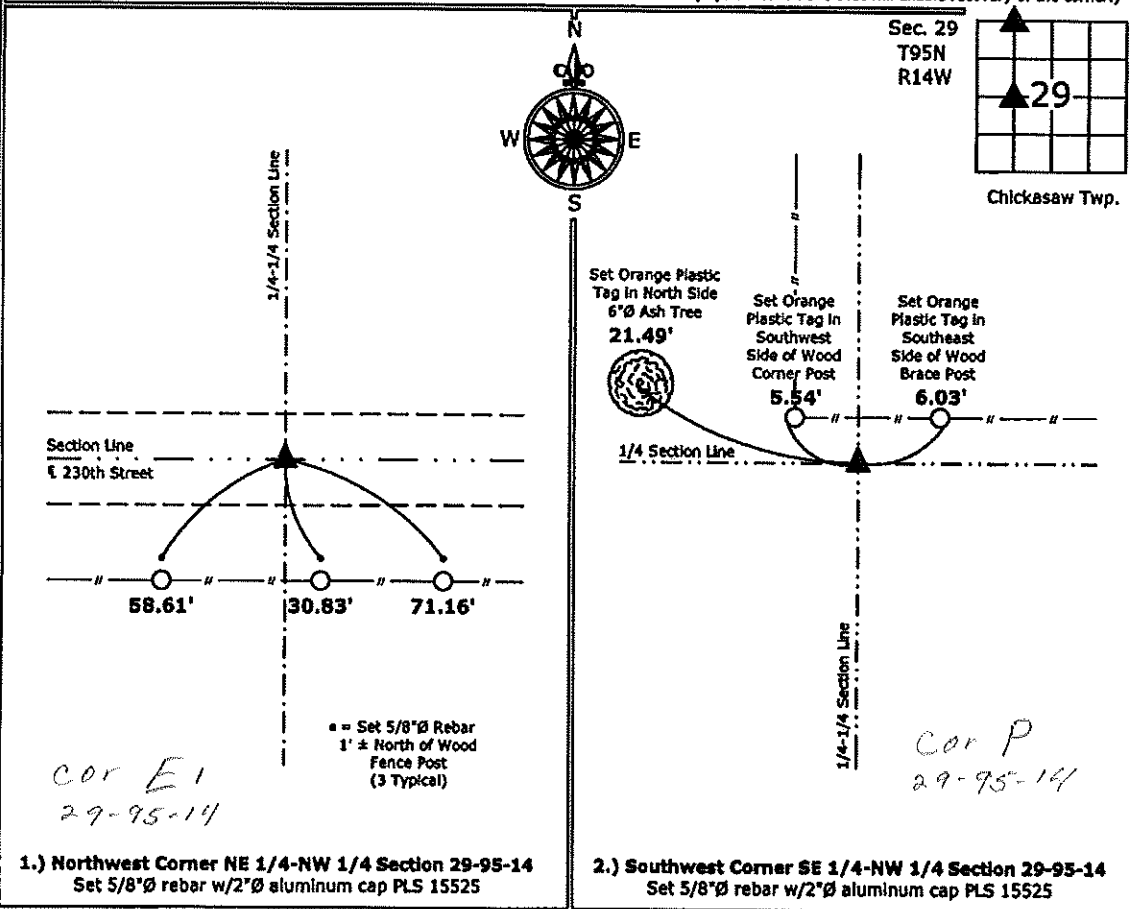 N
W
E
S
Sec. 29
T95N
R14W
29
Chickasaw Twp.
1/4-1/4 Section Line
Section Line
℄ 230th Street
58.61'
30.83'
71.16'
• = Set 5/8"Ø Rebar
1' ± North of Wood
Fence Post
(3 Typical)
Cor E1
29-95-14
1.) Northwest Corner NE 1/4-NW 1/4 Section 29-95-14
Set 5/8"Ø rebar w/2"Ø aluminum cap PLS 15525
Set Orange Plastic
Tag in North Side
6"Ø Ash Tree
21.49'
Set Orange
Plastic Tag in
Southwest
Side of Wood
Corner Post
5.54'
Set Orange
Plastic Tag in
Southeast
Side of Wood
Brace Post
6.03'
1/4 Section Line
1/4-1/4 Section Line
Cor P
29-95-14
2.) Southwest Corner SE 1/4-NW 1/4 Section 29-95-14
Set 5/8"Ø rebar w/2"Ø aluminum cap PLS 15525